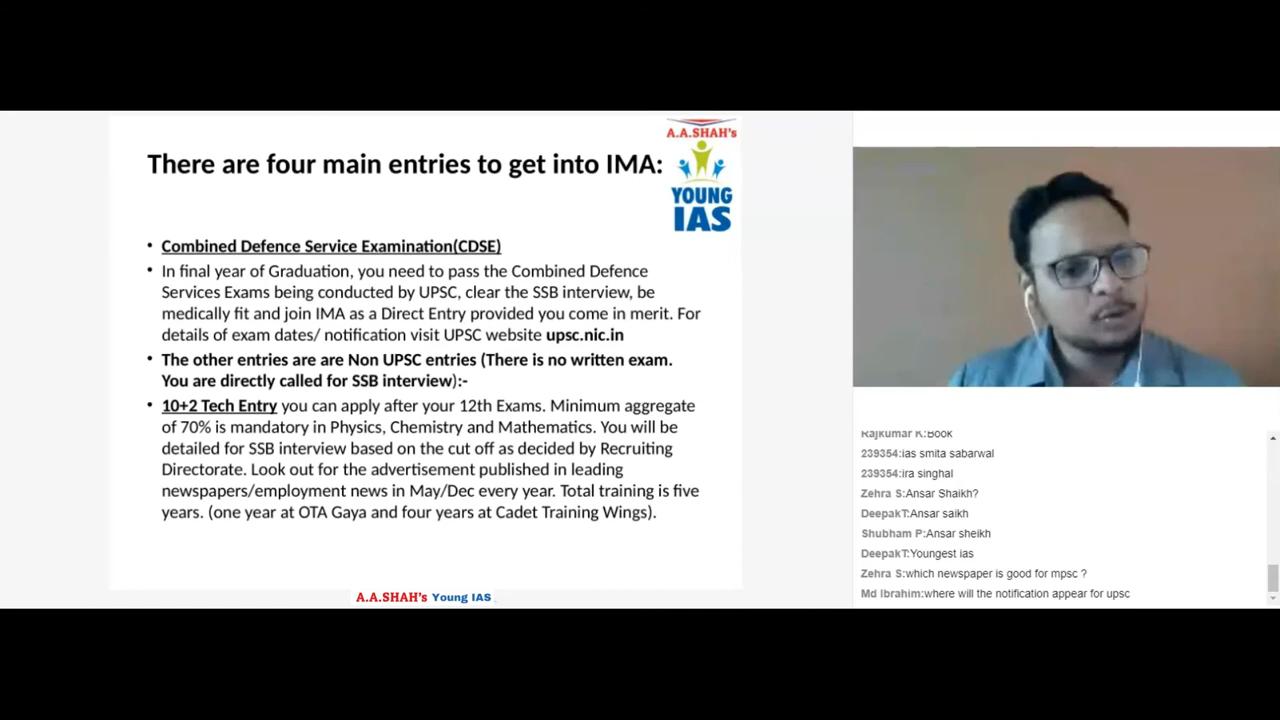 A.A.SHAH's
YOUNG
IAS
There are four main entries to get into IMA:
• Combined Defence Service Examination(CDSE)
• In final year of Graduation, you need to pass the Combined Defence
Services Exams being conducted by UPSC, clear the SSB interview, be
medically fit and join IMA as a Direct Entry provided you come in merit. For
details of exam dates/ notification visit UPSC website upsc.nic.in
• The other entries are are Non UPSC entries (There is no written exam.
You are directly called for SSB interview):-
• 10+2 Tech Entry you can apply after your 12th Exams. Minimum aggregate
of 70% is mandatory in Physics, Chemistry and Mathematics. You will be
detailed for SSB interview based on the cut off as decided by Recruiting
Directorate. Look out for the advertisement published in leading
newspapers/employment news in May/Dec every year. Total training is five
years. (one year at OTA Gaya and four years at Cadet Training Wings).
A.A.SHAH's Young IAS
Rajkumar K:Book
239354:ias smita sabarwal
239354:ira singhal
Zehra S:Ansar Shaikh?
DeepakT:Ansar saikh
Shubham P:Ansar sheikh
DeepakT:Youngest ias
Zehra S:which newspaper is good for mpsc ?
Md Ibrahim:where will the notification appear for upsc